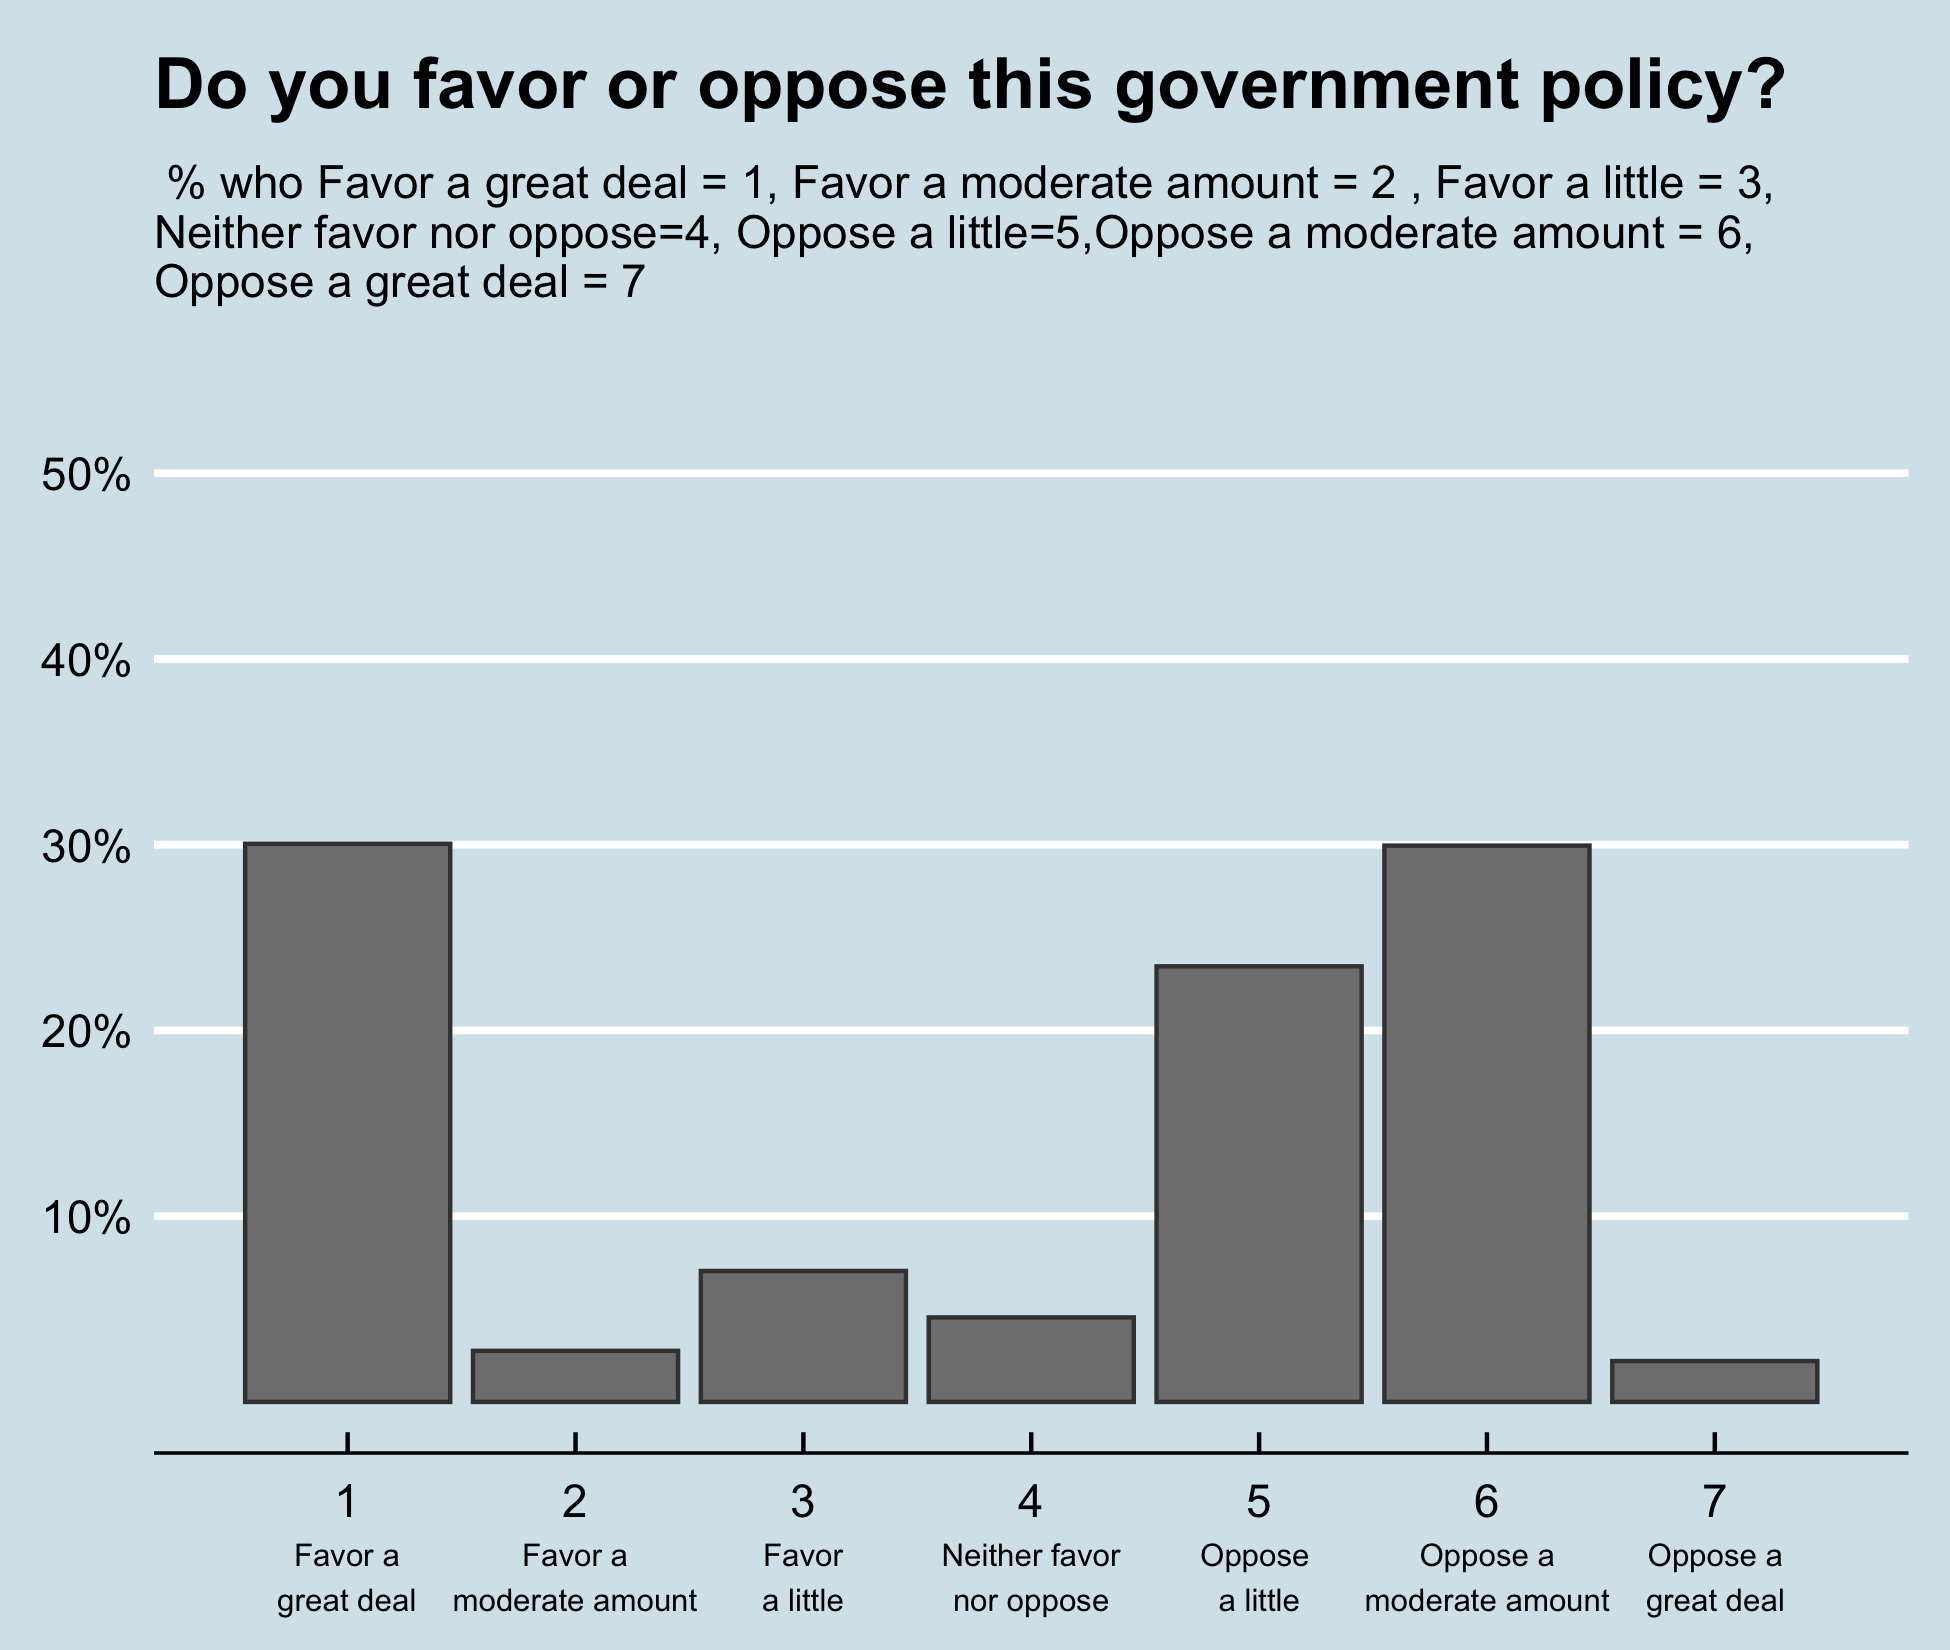 Do you favor or oppose this government policy?
% who Favor a great deal = 1, Favor a moderate amount = 2 , Favor a little = 3,
Neither favor nor oppose=4, Oppose a little=5,Oppose a moderate amount = 6,
Oppose a great deal = 7
50%
40%
30%
20%
10%
1 2 3 4 5 6 7
Favor a Favor a Favor Neither favor Oppose Oppose a Oppose a
great deal moderate amount a little nor oppose a little moderate amount great deal